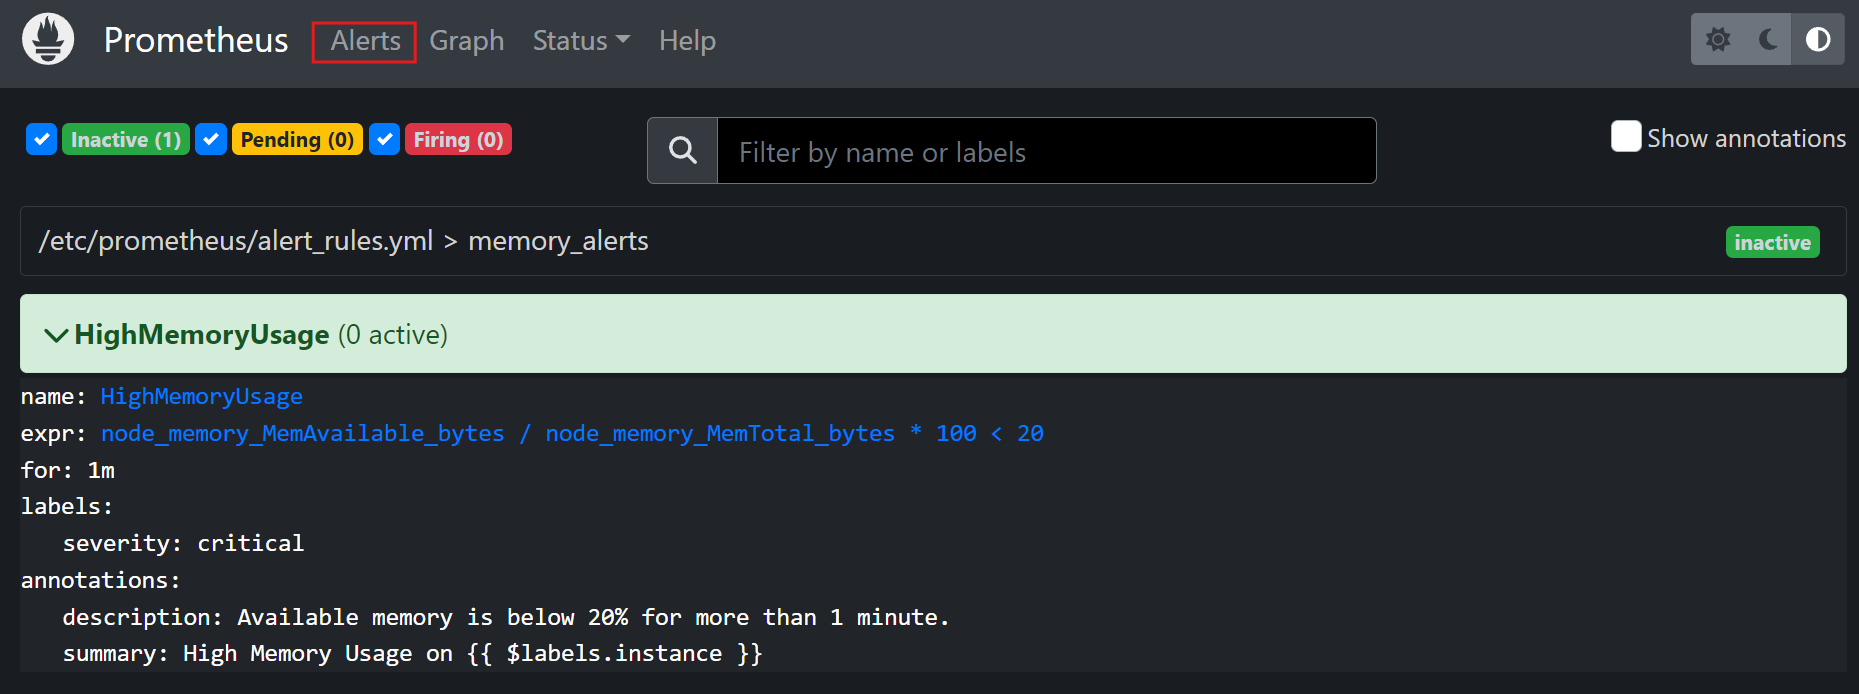 Prometheus Alerts Graph Status Help
Inactive (1) Pending (0) Firing (0) Filter by name or labels Show annotations
/etc/prometheus/alert_rules.yml > memory_alerts inactive
HighMemoryUsage (0 active)
name: HighMemoryUsage
expr: node_memory_MemAvailable_bytes / node_memory_MemTotal_bytes * 100 < 20
for: 1m
labels:
severity: critical
annotations:
description: Available memory is below 20% for more than 1 minute.
summary: High Memory Usage on {{ $labels.instance }}